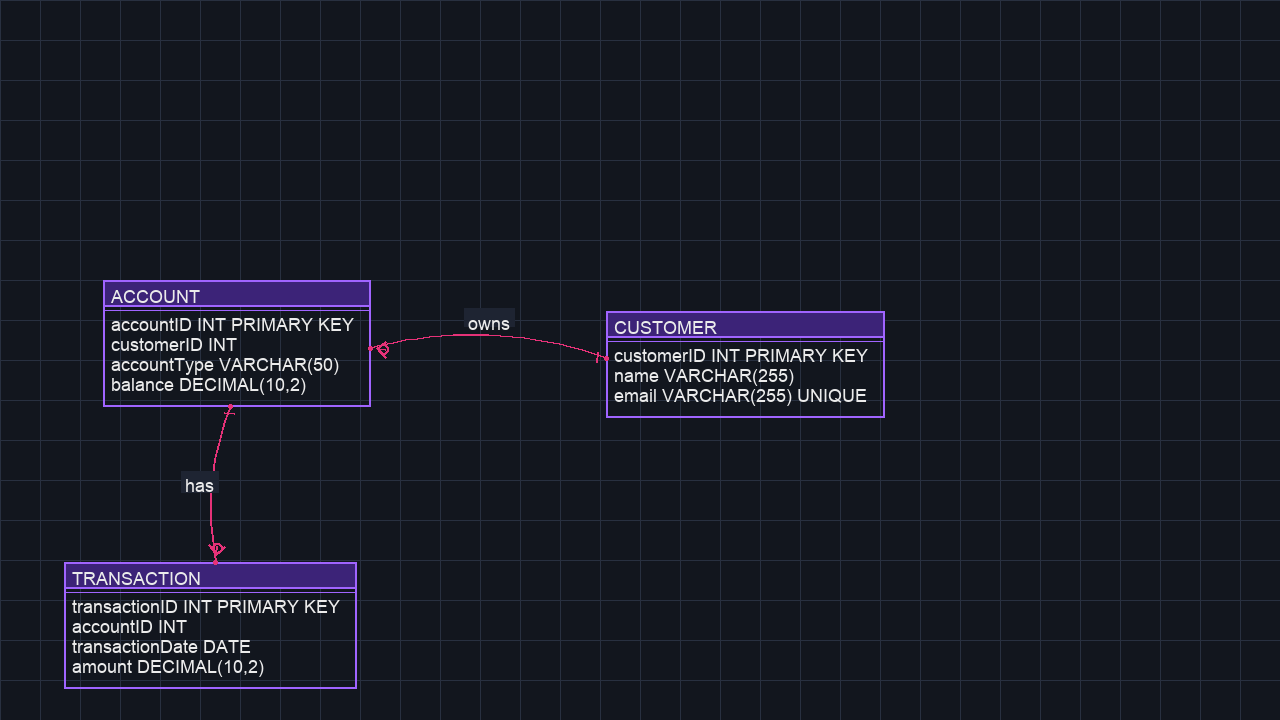 ACCOUNT
accountID INT PRIMARY KEY
customerID INT
accountType VARCHAR(50)
balance DECIMAL(10,2)
owns
CUSTOMER
customerID INT PRIMARY KEY
name VARCHAR(255)
email VARCHAR(255) UNIQUE
has
TRANSACTION
transactionID INT PRIMARY KEY
accountID INT
transactionDate DATE
amount DECIMAL(10,2)